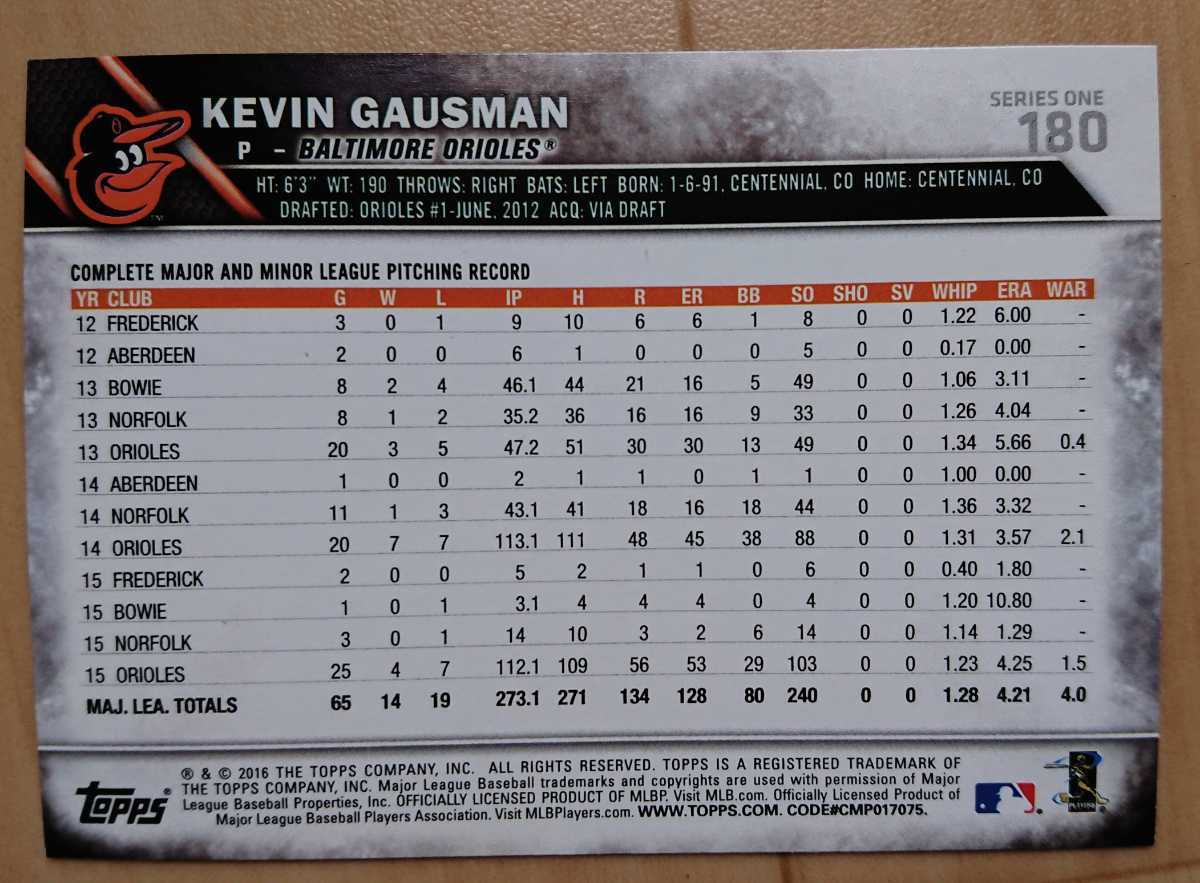 KEVIN GAUSMAN
P - BALTIMORE ORIOLES®
SERIES ONE
180
HT: 6'3" WT: 190 THROWS: RIGHT BATS: LEFT BORN: 1-6-91, CENTENNIAL, CO HOME: CENTENNIAL, CO
DRAFTED: ORIOLES #1-JUNE, 2012 ACQ: VIA DRAFT
COMPLETE MAJOR AND MINOR LEAGUE PITCHING RECORD
YR CLUB G W L IP H R ER BB SO SHO SV WHIP ERA WAR
12 FREDERICK 3 0 1 9 10 6 6 1 8 0 0 1.22 6.00 -
12 ABERDEEN 2 0 0 6 1 0 0 0 5 0 0 0.17 0.00 -
13 BOWIE 8 2 4 46.1 44 21 16 5 49 0 0 1.06 3.11 -
13 NORFOLK 8 1 2 35.2 36 16 16 9 33 0 0 1.26 4.04 -
13 ORIOLES 20 3 5 47.2 51 30 30 13 49 0 0 1.34 5.66 0.4
14 ABERDEEN 1 0 0 2 1 1 0 1 1 0 0 1.00 0.00 -
14 NORFOLK 11 1 3 43.1 41 18 16 18 44 0 0 1.36 3.32 -
14 ORIOLES 20 7 7 113.1 111 48 45 38 88 0 0 1.31 3.57 2.1
15 FREDERICK 2 0 0 5 2 1 1 0 6 0 0 0.40 1.80 -
15 BOWIE 1 0 1 3.1 4 4 4 0 4 0 0 1.20 10.80 -
15 NORFOLK 3 0 1 14 10 3 2 6 14 0 0 1.14 1.29 -
15 ORIOLES 25 4 7 112.1 109 56 53 29 103 0 0 1.23 4.25 1.5
MAJ. LEA. TOTALS 65 14 19 273.1 271 134 128 80 240 0 0 1.28 4.21 4.0
Topps®
® & © 2016 THE TOPPS COMPANY, INC. ALL RIGHTS RESERVED. TOPPS IS A REGISTERED TRADEMARK OF
THE TOPPS COMPANY, INC. Major League Baseball trademarks and copyrights are used with permission of Major
League Baseball Properties, Inc. OFFICIALLY LICENSED PRODUCT OF MLBP. Visit MLB.com. Officially Licensed Product of
Major League Baseball Players Association. Visit MLBPlayers.com. WWW.TOPPS.COM. CODE#CMP017075.